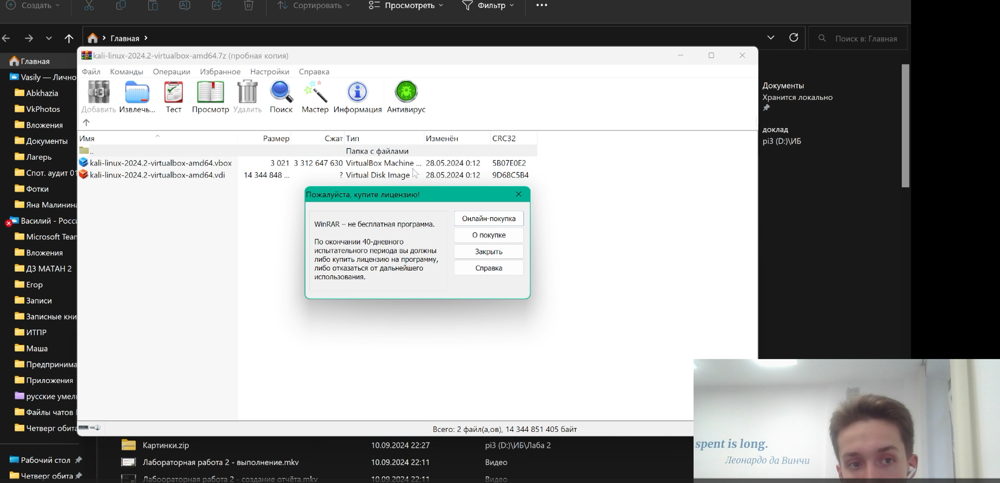 Создать
Сортировать
Просмотреть
Фильтр
Главная
Поиск в: Главная
Главная
Vasily — Лично
Abkhazia
VkPhotos
Вложения
Документы
Лагерь
Спот. аудит 01
Фотки
Яна Малинина
Василий - Росси
Microsoft Tean
Вложения
ДЗ МАТАН 2
Егор
Записи
Записные кни
ИТПР
Маша
Предпринима
Приложения
русские умел
Файлы чатов
Четверг обита
Рабочий стол
Четверг обита
kali-linux-2024.2-virtualbox-amd64.7z (пробная копия)
Файл Команды Операции Избранное Настройки Справка
Добавить Извлечь... Тест Просмотр Удалить Поиск Мастер Информация Антивирус
Имя Размер Сжат Тип Изменён CRC32
.. Папка с файлами
kali-linux-2024.2-virtualbox-amd64.vbox 3 021 3 312 647 630 VirtualBox Machine ... 28.05.2024 0:12 5B07E0E2
kali-linux-2024.2-virtualbox-amd64.vdi 14 344 848 ... ? Virtual Disk Image 28.05.2024 0:12 9D68C5B4
Пожалуйста, купите лицензию!
WinRAR – не бесплатная программа.
По окончании 40-дневного
испытательного периода вы должны
либо купить лицензию на программу,
либо отказаться от дальнейшего
использования.
Онлайн-покупка
О покупке
Закрыть
Справка
Всего: 2 файл(а,ов), 14 344 851 405 байт
Документы
Хранится локально
доклад
pi3 (D:)\ИБ
Картинки.zip 10.09.2024 22:27 pi3 (D:)\ИБ\Лаба 2
Лабораторная работа 2 - выполнение.mkv 10.09.2024 22:11 Видео
Лабоораторная работа 2 - создание отчёта.mkv 10.09.2024 22:11 Видео
spent is long.
Леонардо да Винчи